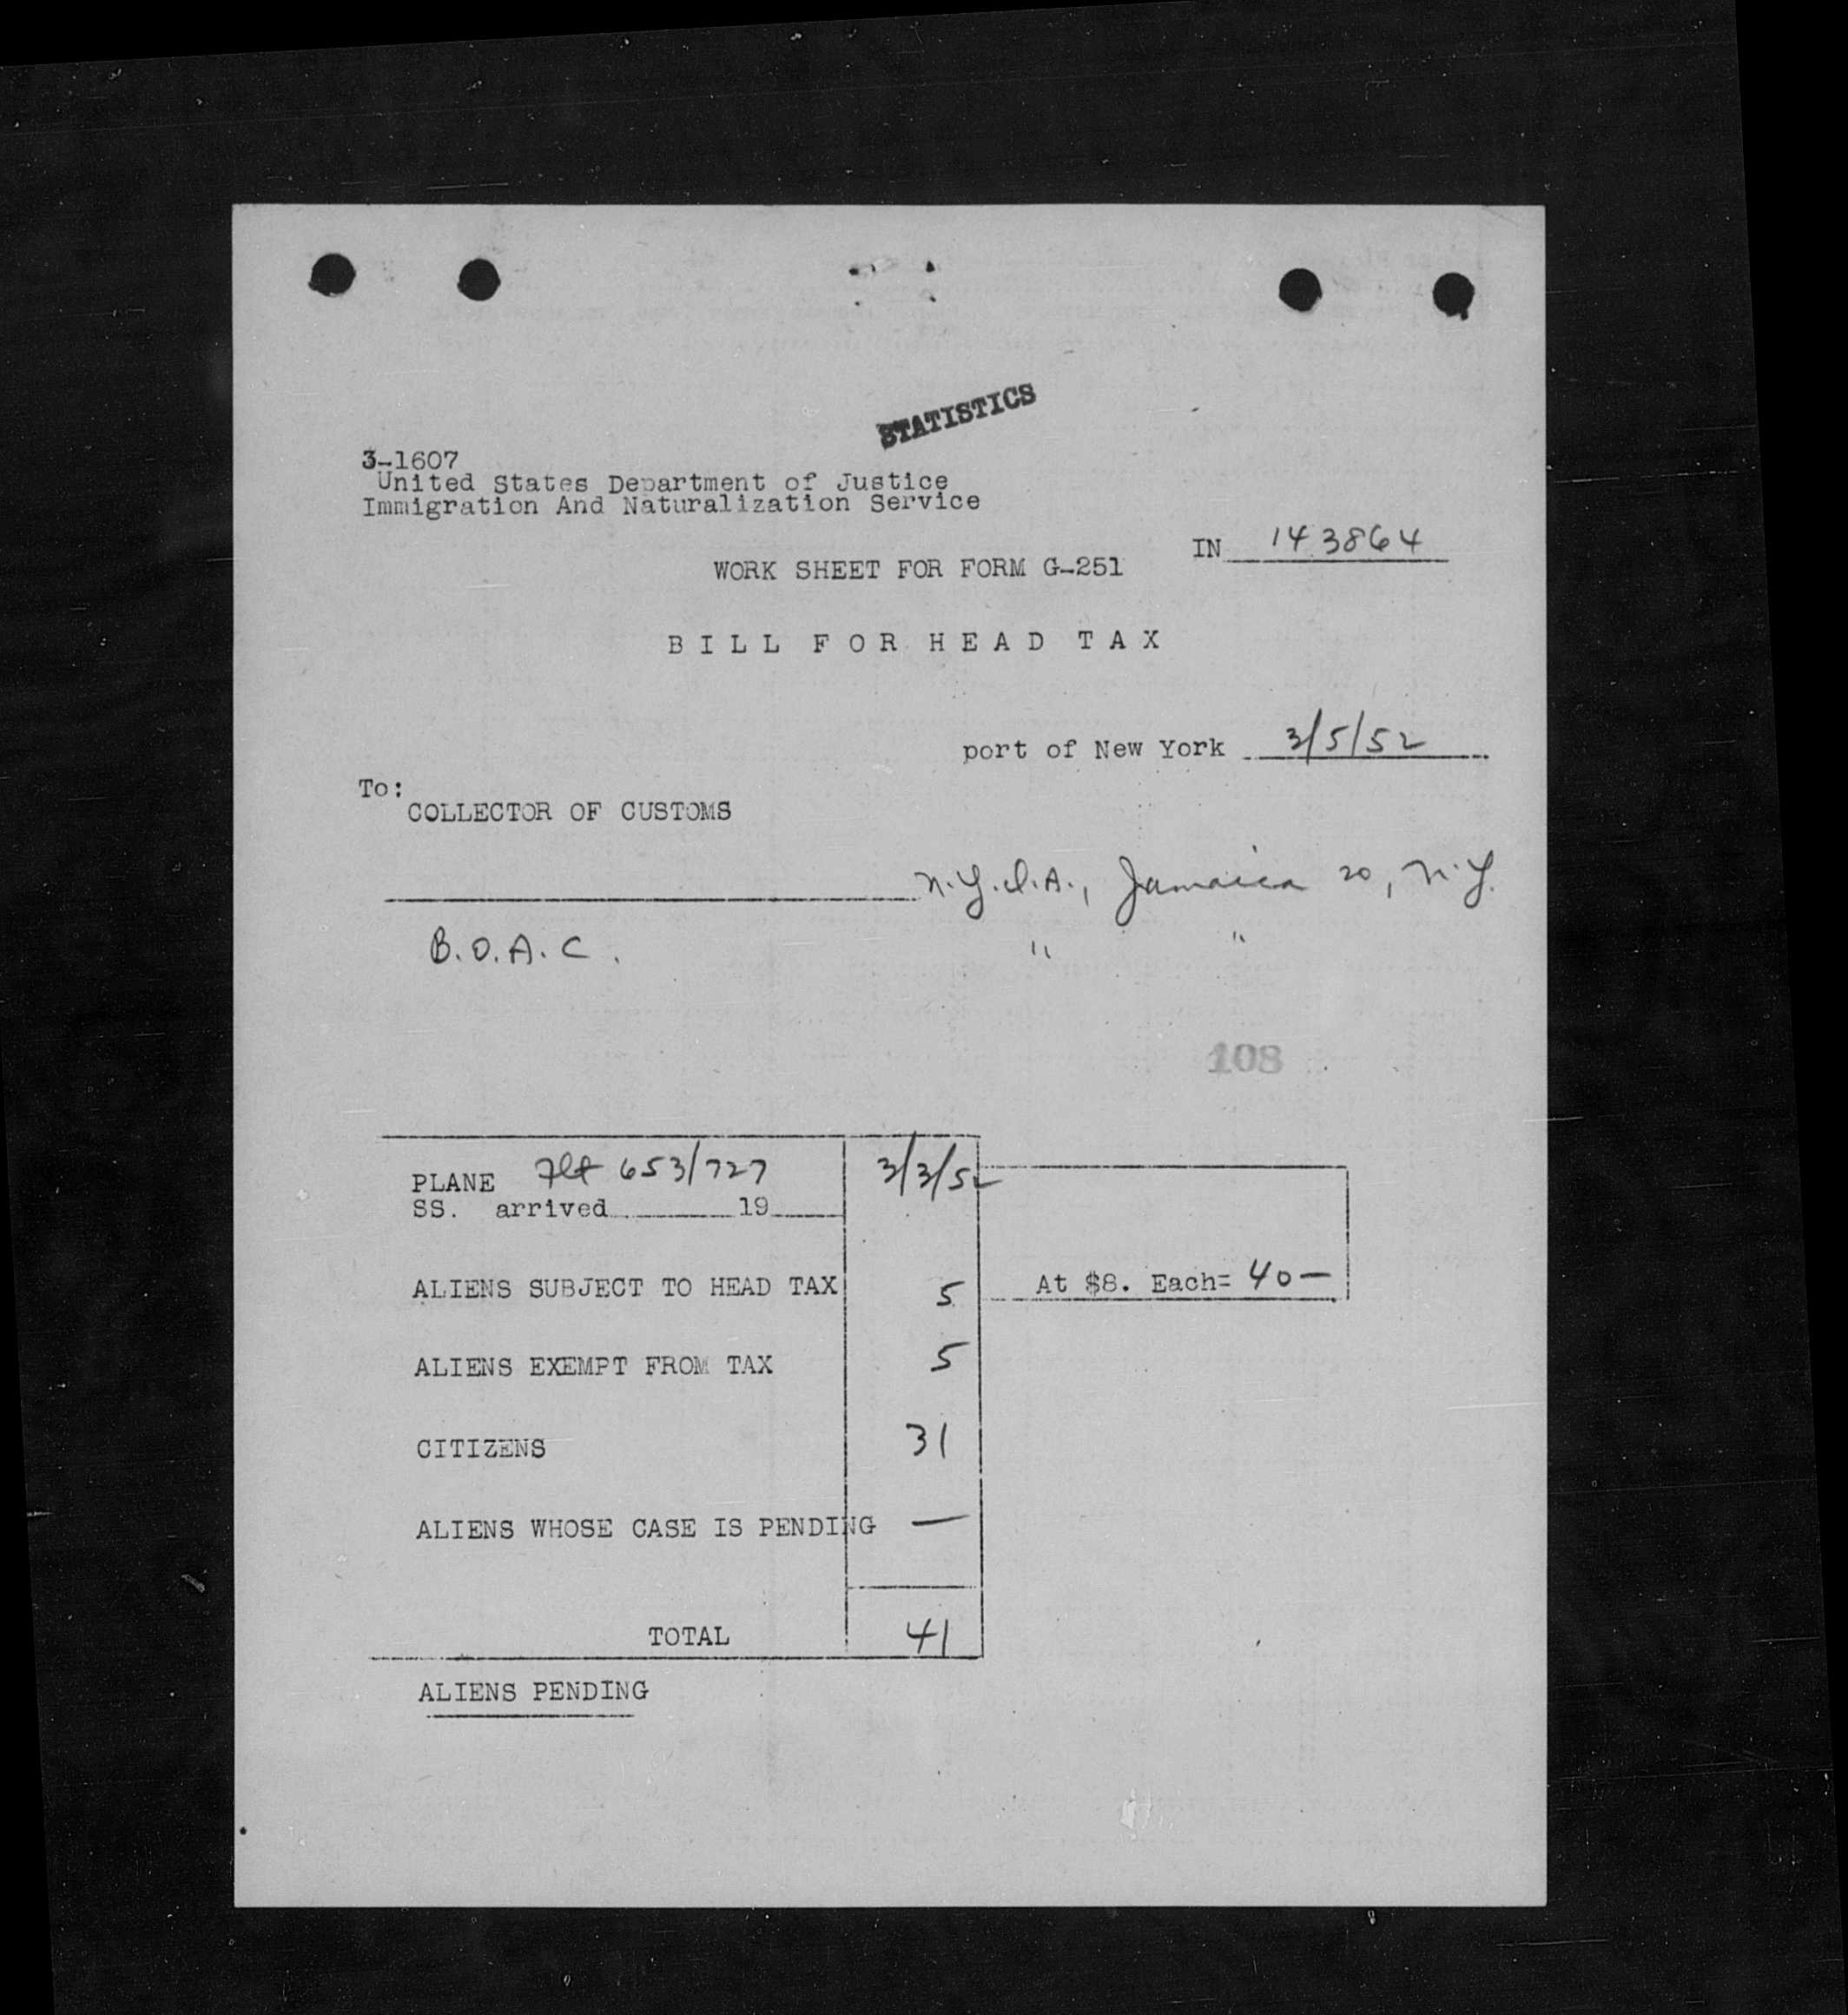 STATISTICS
3-1607
United States Department of Justice
Immigration And Naturalization Service
IN 143864
WORK SHEET FOR FORM G-251
BILL FOR HEAD TAX
port of New York 3/5/52
To:
COLLECTOR OF CUSTOMS
N.Y.I.A., Jamaica 20, N.Y.
B.O.A.C. " "
108
PLANE Flt 653/727 3/3/52
SS. arrived 19
ALIENS SUBJECT TO HEAD TAX 5 At $8. Each= 40—
ALIENS EXEMPT FROM TAX 5
CITIZENS 31
ALIENS WHOSE CASE IS PENDING —
TOTAL 41
ALIENS PENDING